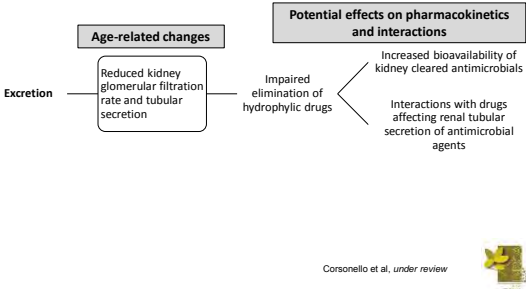 Potential effects on pharmacokinetics
and interactions
Age-related changes
Increased bioavailability of
kidney cleared antimicrobials
Excretion
Reduced kidney
glomerular filtration
rate and tubular
secretion
Impaired
elimination of
hydrophylic drugs
Interactions with drugs
affecting renal tubular
secretion of antimicrobial
agents
Corsonello et al, under review